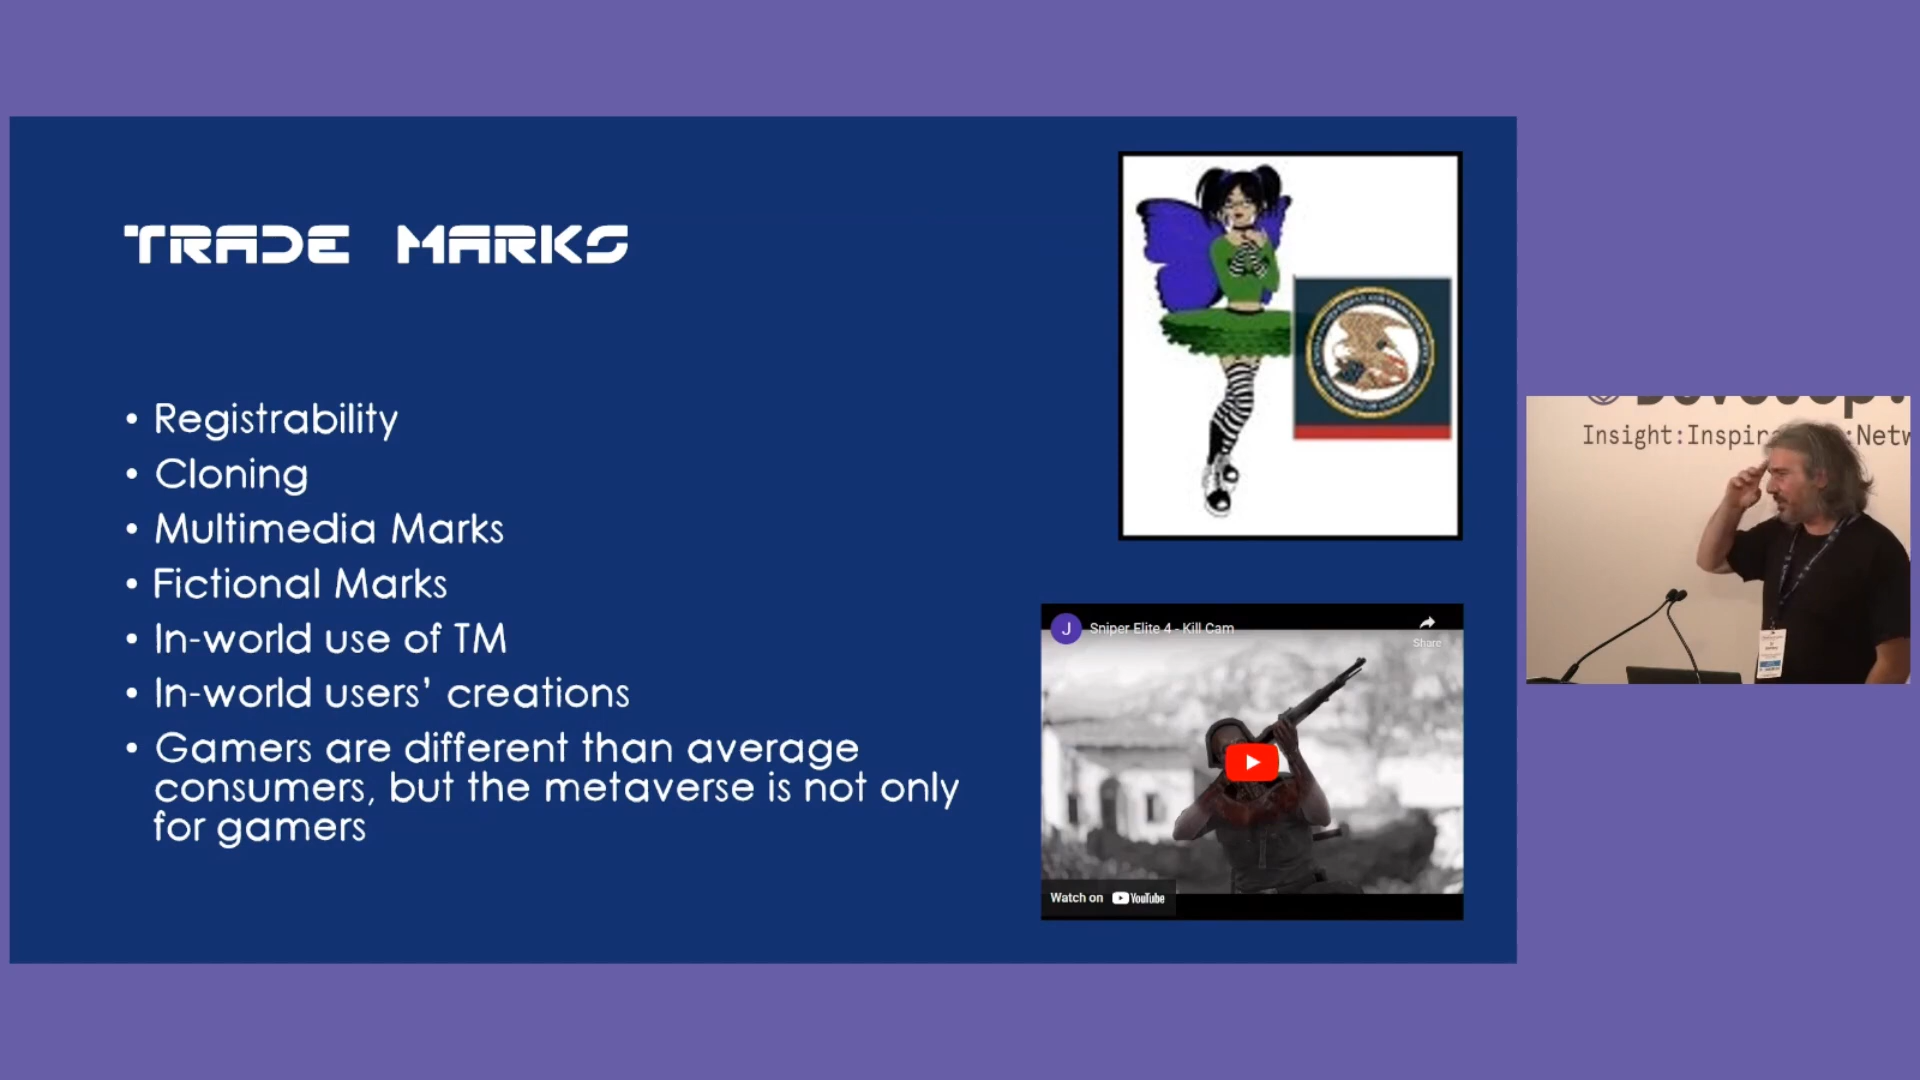 TRADE MARKS
• Registrability
• Cloning
• Multimedia Marks
• Fictional Marks
• In-world use of TM
• In-world users’ creations
• Gamers are different than average
consumers, but the metaverse is not only
for gamers
J Sniper Elite 4 - Kill Cam
Share
Watch on YouTube
Insight: